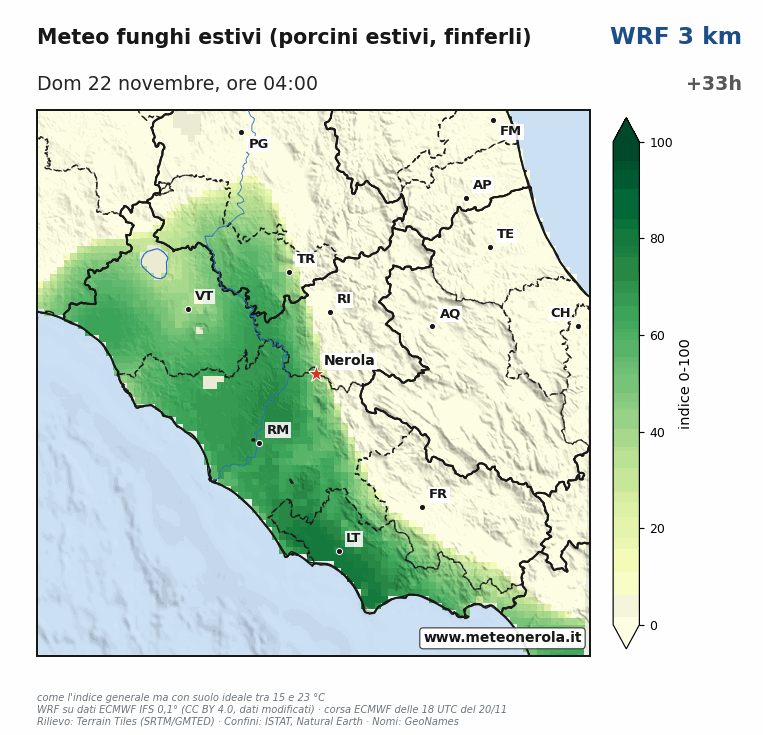 Meteo funghi estivi (porcini estivi, finferli)
WRF 3 km
Dom 22 novembre, ore 04:00
+33h
FM
PG
AP
TE
TR
VT
RI
AQ
CH
Nerola
RM
FR
LT
www.meteonerola.it
100
80
60
40
20
0
indice 0-100
come l'indice generale ma con suolo ideale tra 15 e 23 °C
WRF su dati ECMWF IFS 0,1° (CC BY 4.0, dati modificati) · corsa ECMWF delle 18 UTC del 20/11
Rilievo: Terrain Tiles (SRTM/GMTED) · Confini: ISTAT, Natural Earth · Nomi: GeoNames